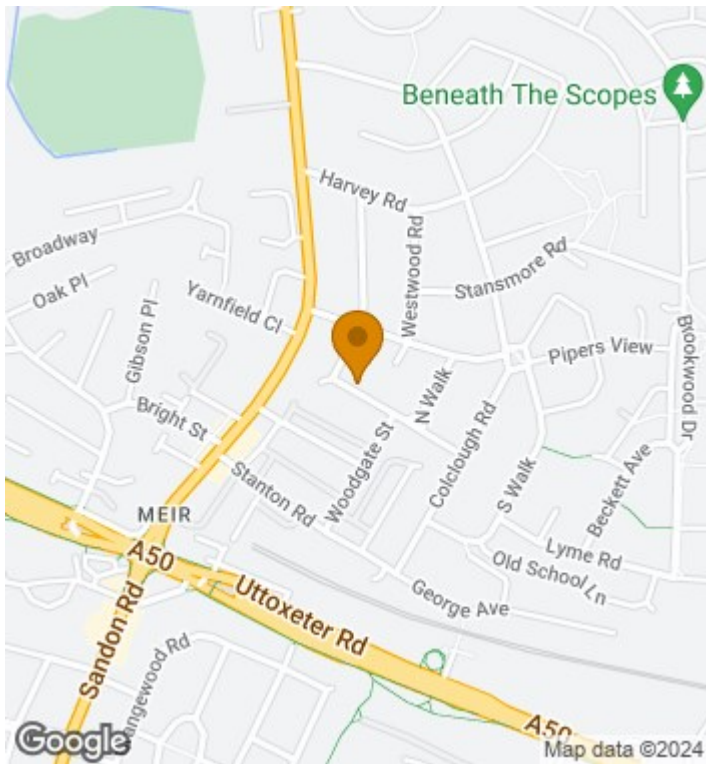 Beneath The Scopes
Harvey Rd
Westwood Rd
Broadway
Stansmore Rd
Oak Pl
Yarnfield Cl
Gibson Pl
Pipers View
Brookwood Dr
N Walk
Bright St
Colclough Rd
Woodgate St
Stanton Rd
S Walk
Beckett Ave
MEIR
A50
Lyme Rd
Old School Ln
George Ave
Uttoxeter Rd
Sandon Rd
angewood Rd
A50
Google
Map data ©2024